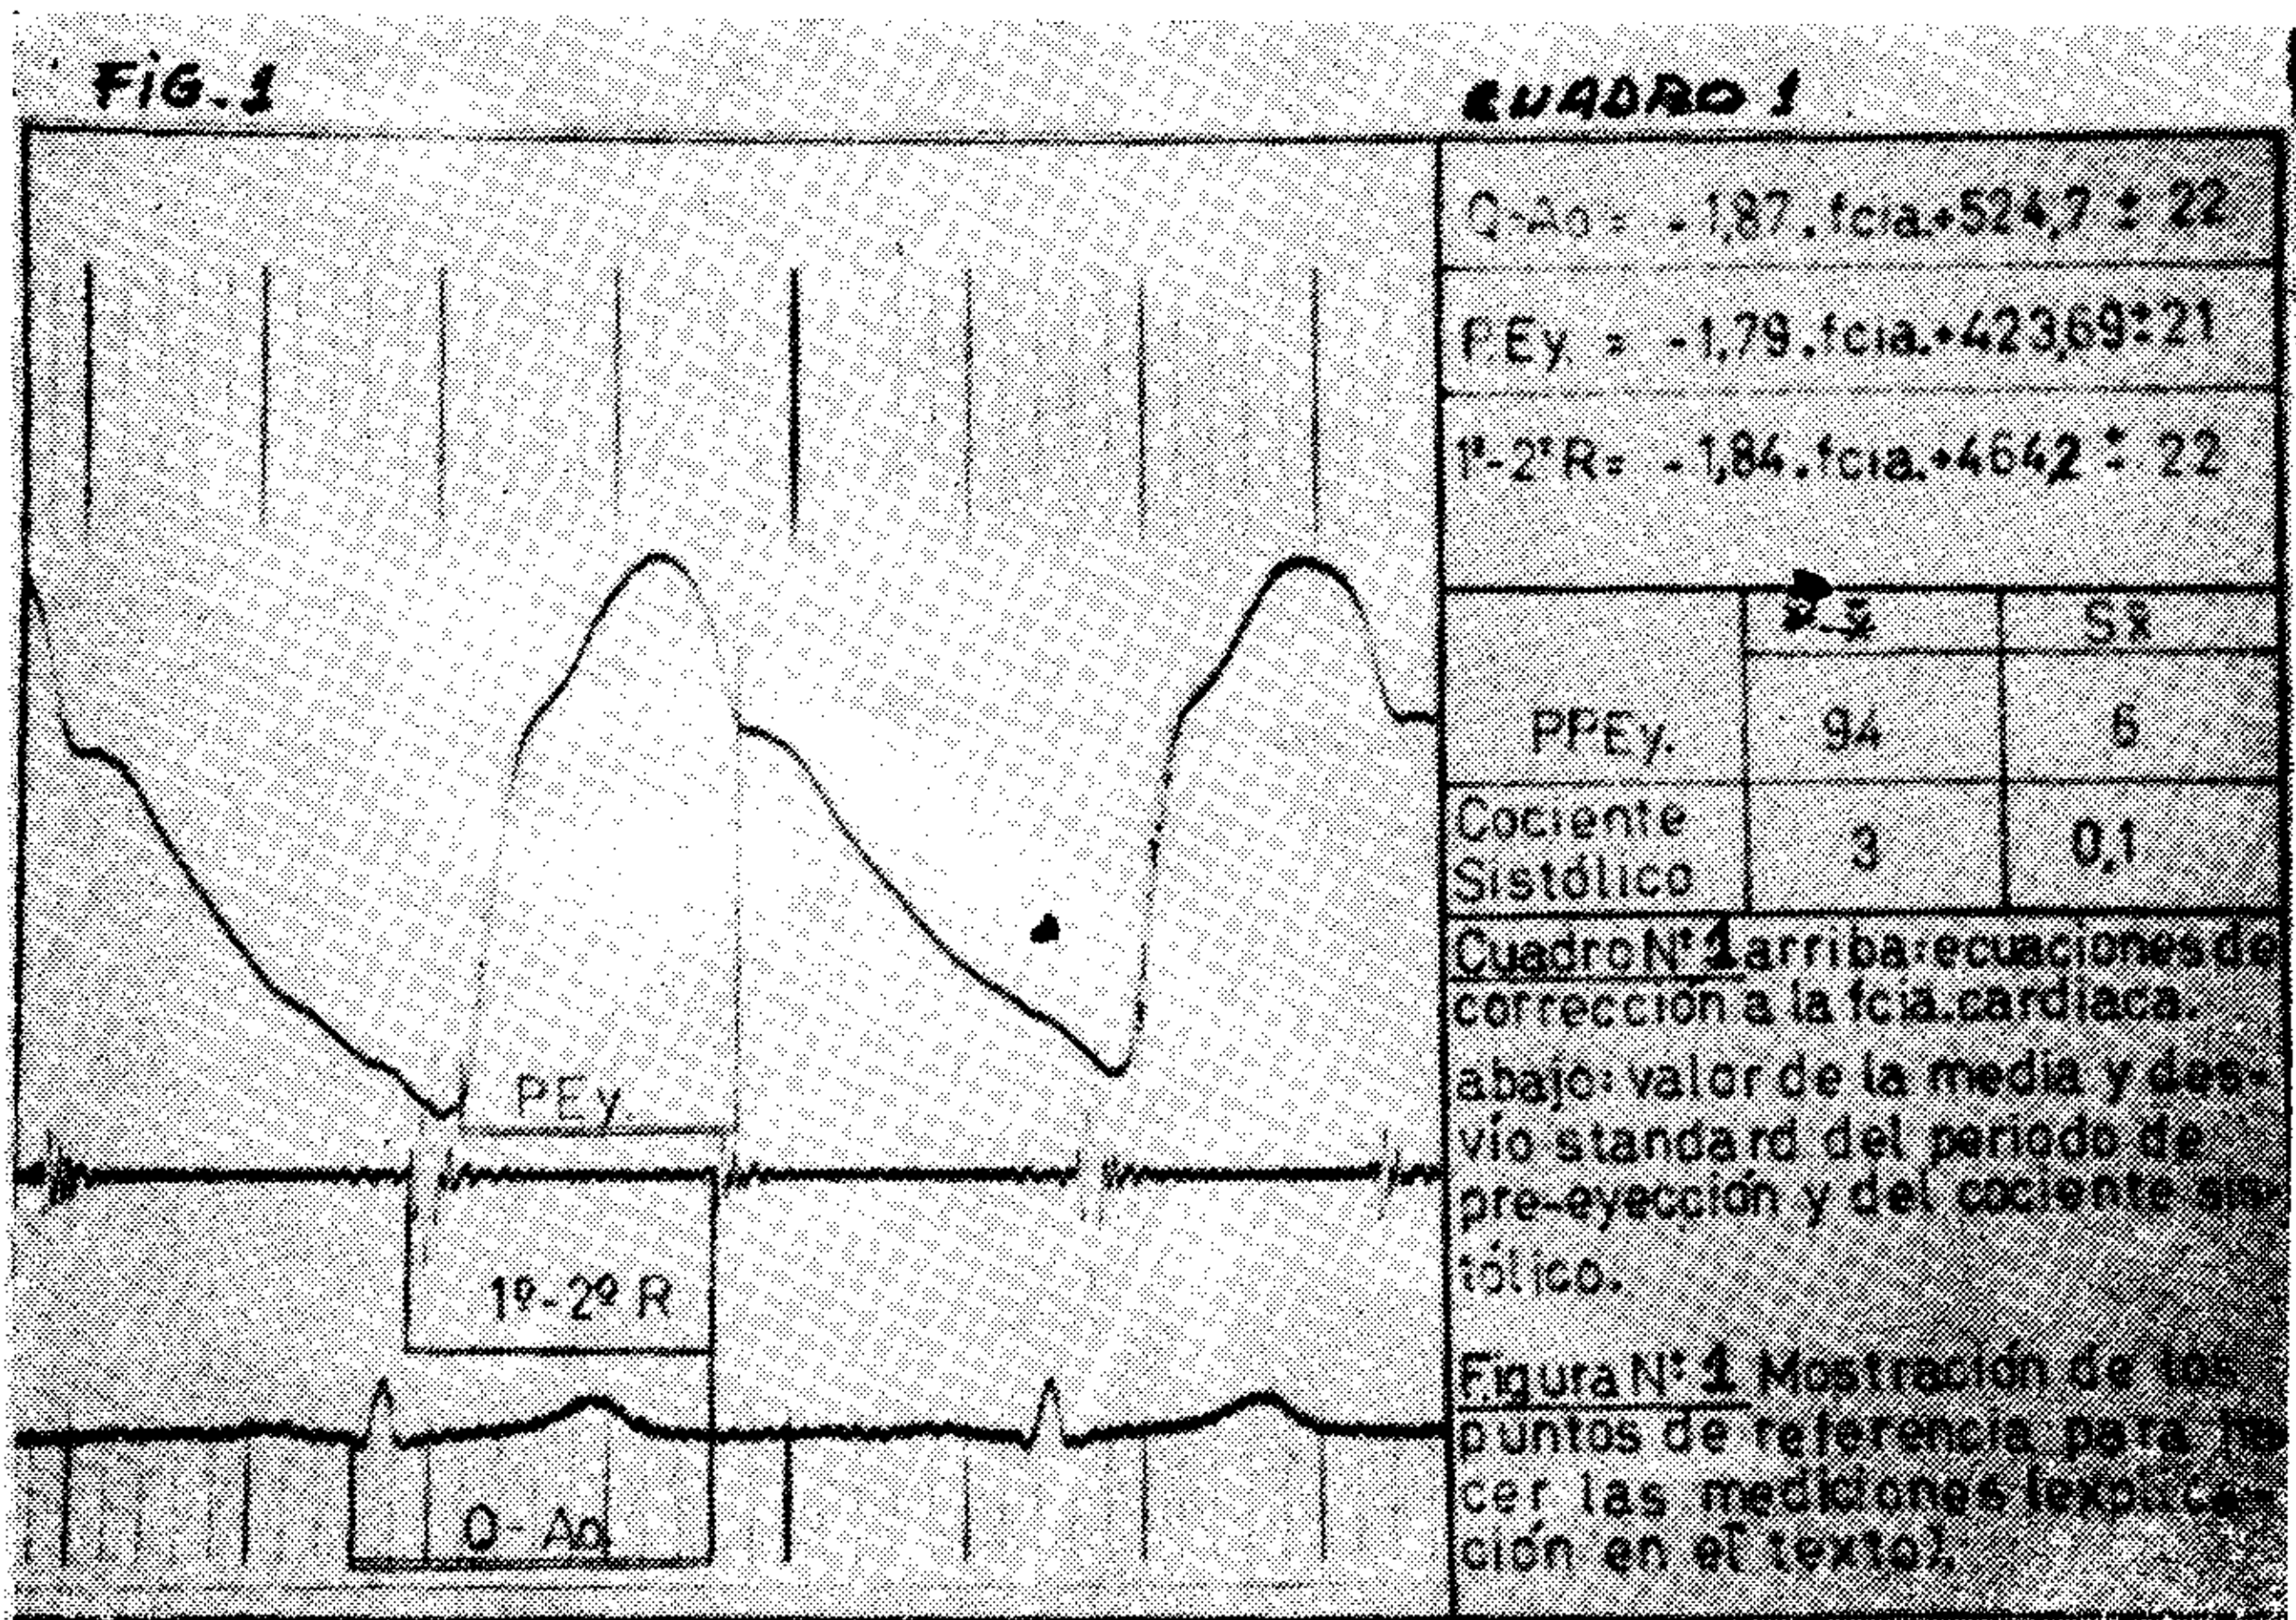 FiG. 1
CUADRO 1
Q-Ao = -1,87. fcia.+524,7 ± 22
P.Ey. = -1,79.fcia.+423,69±21
1º-2º R= -1,84.fcia.+464,2 ± 22
Sx̄
PPEy. 94 6
Cociente
Sistólico 3 0,1
Cuadro Nº 1 arriba: ecuaciones de
corrección a la fcia.cardiaca.
abajo: valor de la media y des-
vío standard del periodo de
pre-eyección y del cociente sis-
tólico.
Figura Nº 1 Mostración de los
puntos de referencia para ha-
cer las mediciones (explica-
ción en el texto).
PEy.
1º-2º R
Q-Ao